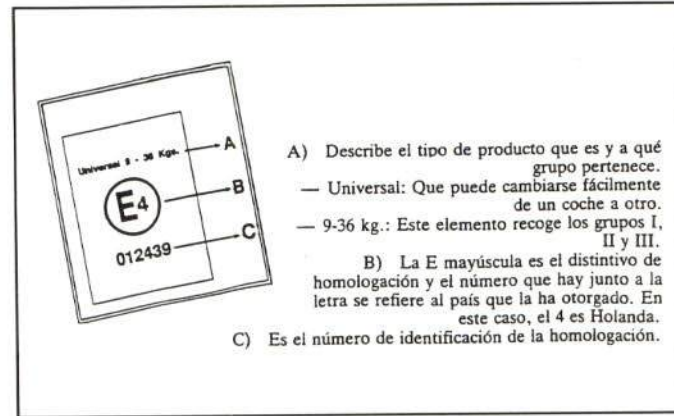 Universal 9 - 36 Kgs.
A
E4
B
012439
C
A) Describe el tipo de producto que es y a qué
grupo pertenece.
— Universal: Que puede cambiarse fácilmente
de un coche a otro.
— 9-36 kg.: Este elemento recoge los grupos I,
II y III.
B) La E mayúscula es el distintivo de
homologación y el número que hay junto a la
letra se refiere al país que la ha otorgado. En
este caso, el 4 es Holanda.
C) Es el número de identificación de la homologación.